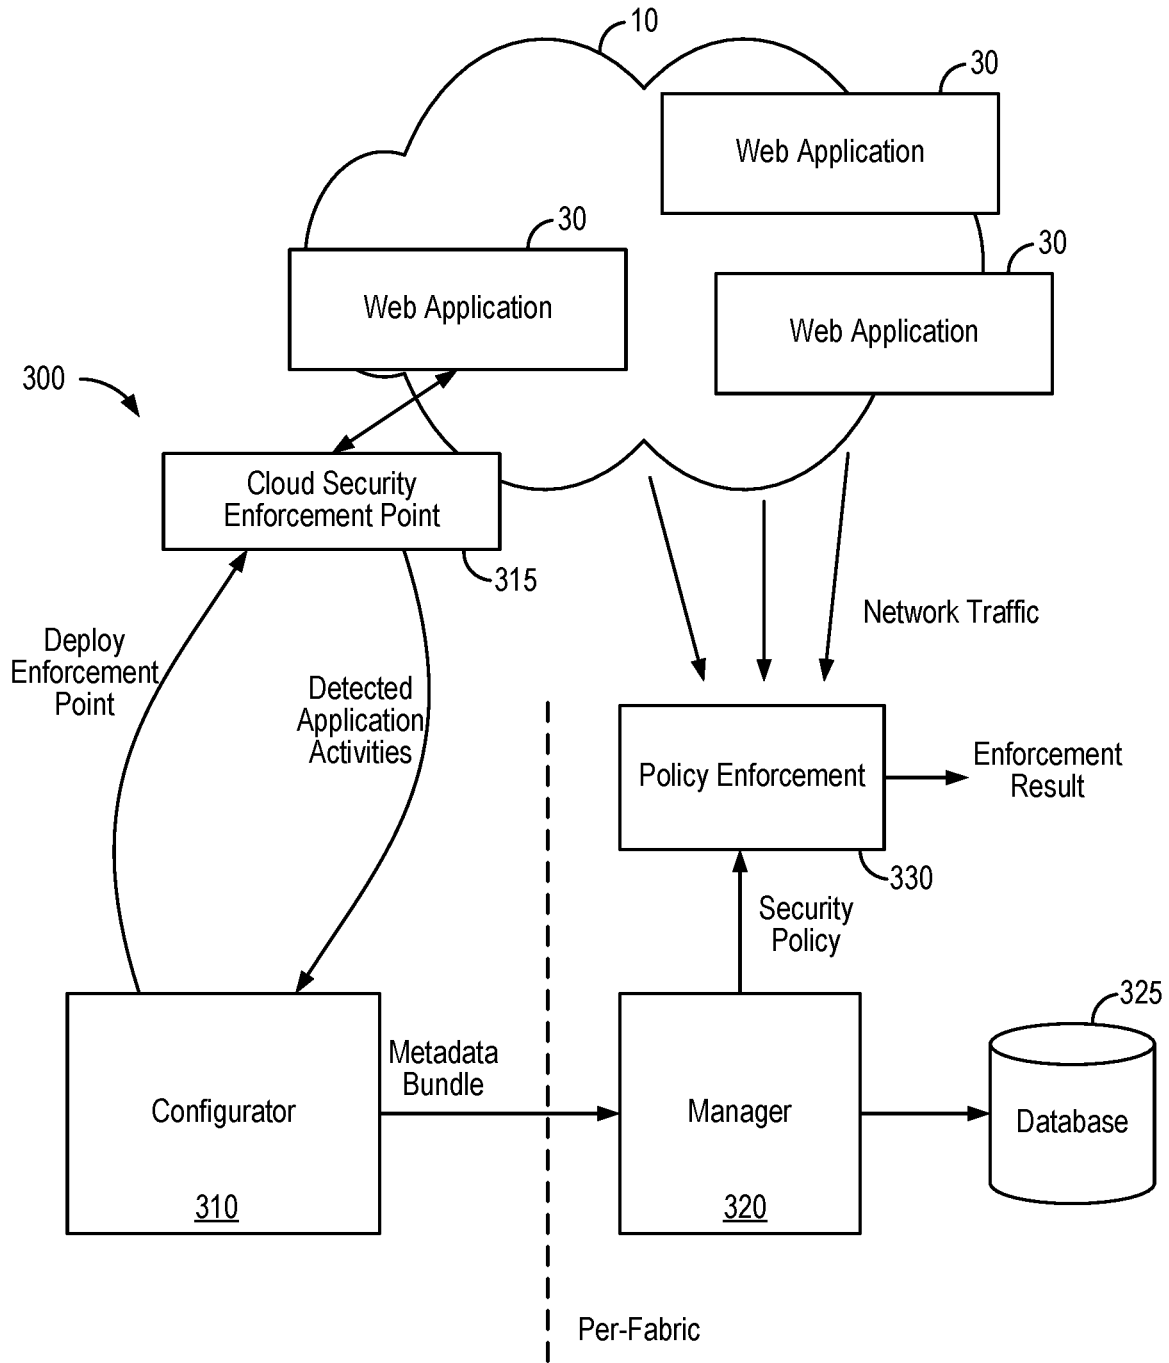 10
30
Web Application
30
Web Application
30
Web Application
300
Cloud Security
Enforcement Point
315
Network Traffic
Deploy
Enforcement
Point
Detected
Application
Activities
Policy Enforcement
Enforcement
Result
330
Security
Policy
325
Metadada
Bundle
Configurator
310
Manager
320
Database
Per-Fabric